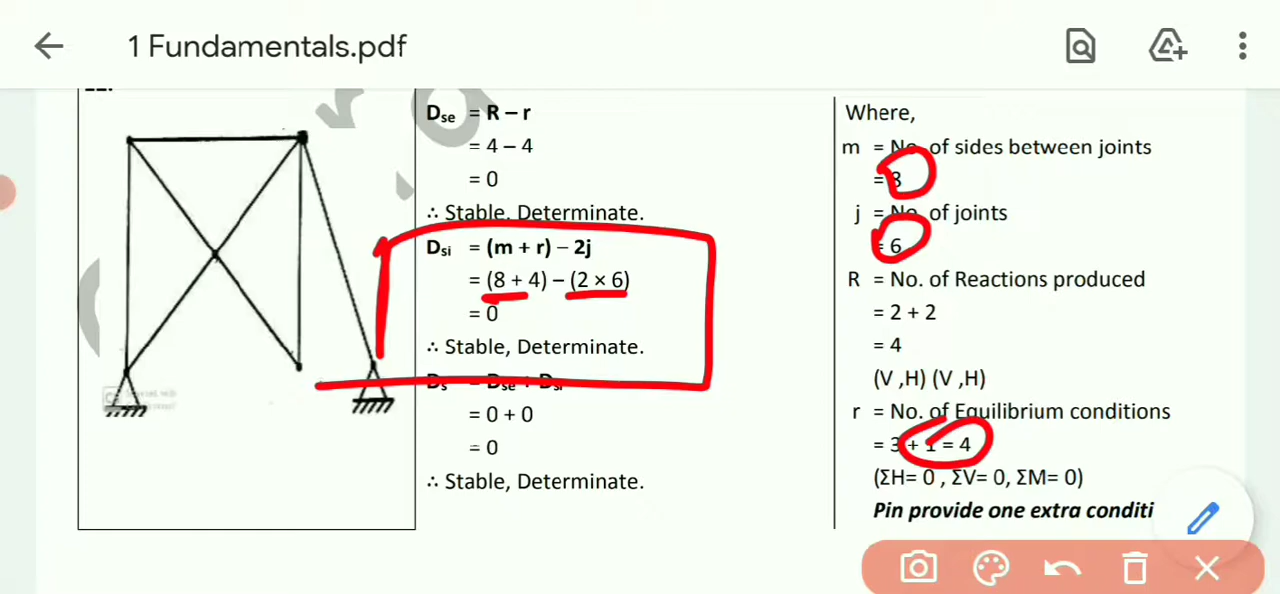 1 Fundamentals.pdf
Dse = R – r
= 4 – 4
= 0
∴ Stable, Determinate.
Dsi = (m + r) – 2j
= (8 + 4) – (2 × 6)
= 0
∴ Stable, Determinate.
Ds = Dse + Dsi
= 0 + 0
= 0
∴ Stable, Determinate.
Where,
m = No. of sides between joints
= 8
j = No. of joints
= 6
R = No. of Reactions produced
= 2 + 2
= 4
(V ,H) (V ,H)
r = No. of Equilibrium conditions
= 3 + 1 = 4
(ΣH= 0 , ΣV= 0, ΣM= 0)
Pin provide one extra conditi